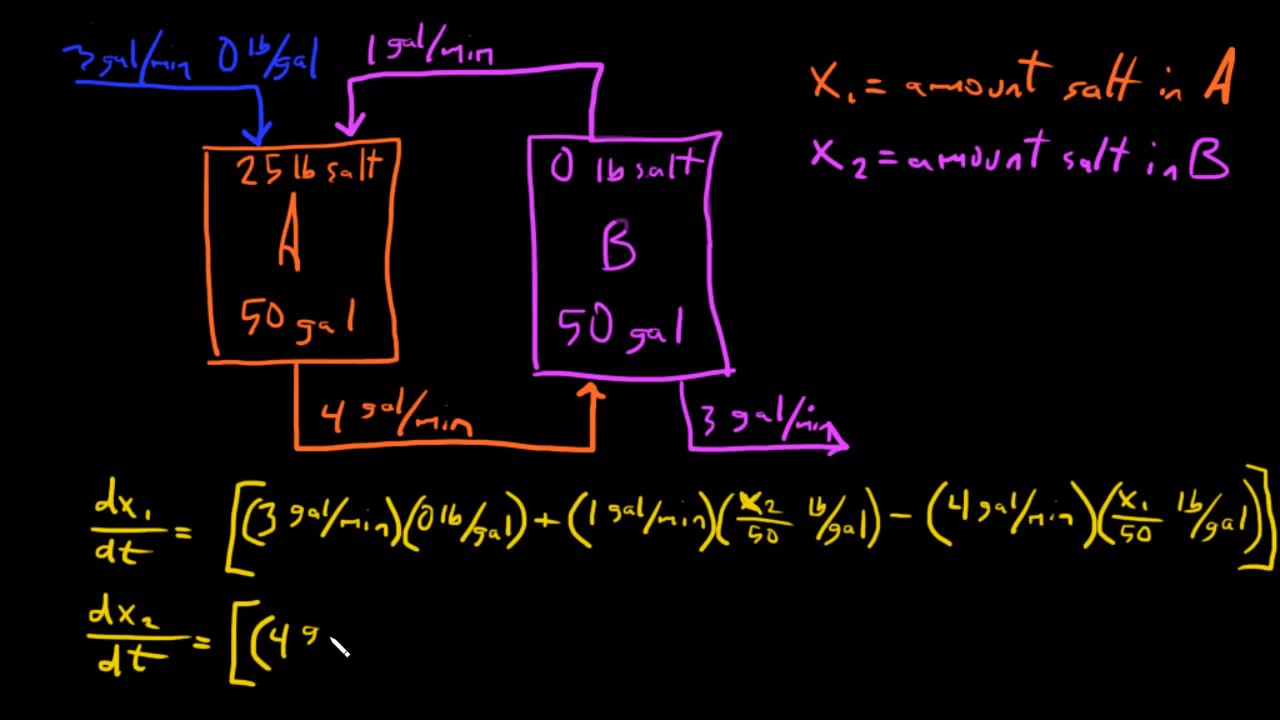 3 gal/min 0 lb/gal
1 gal/min
x₁ = amount salt in A
x₂ = amount salt in B
25 lb salt
A
50 gal
0 lb salt
B
50 gal
4 gal/min
3 gal/min
dx₁/dt = [(3 gal/min)(0 lb/gal) + (1 gal/min)(x₂/50 lb/gal) − (4 gal/min)(x₁/50 lb/gal)]
dx₂/dt = [(4 g